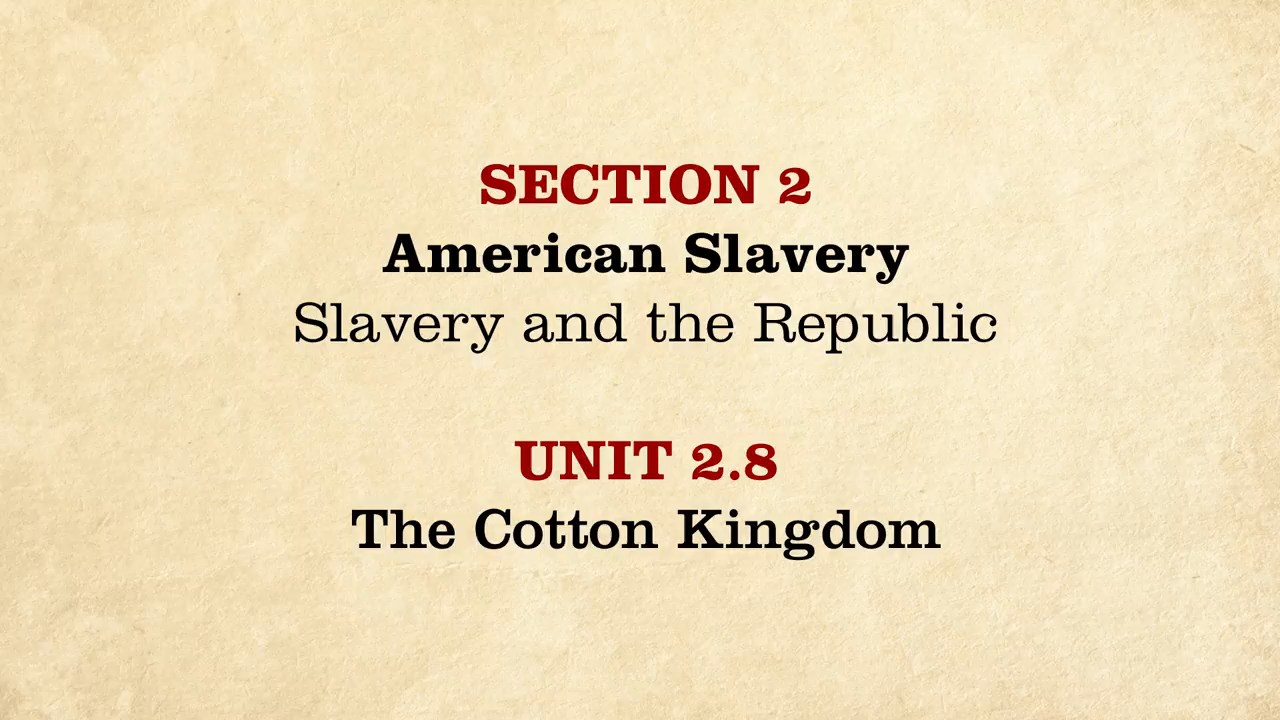 SECTION 2
American Slavery
Slavery and the Republic
UNIT 2.8
The Cotton Kingdom